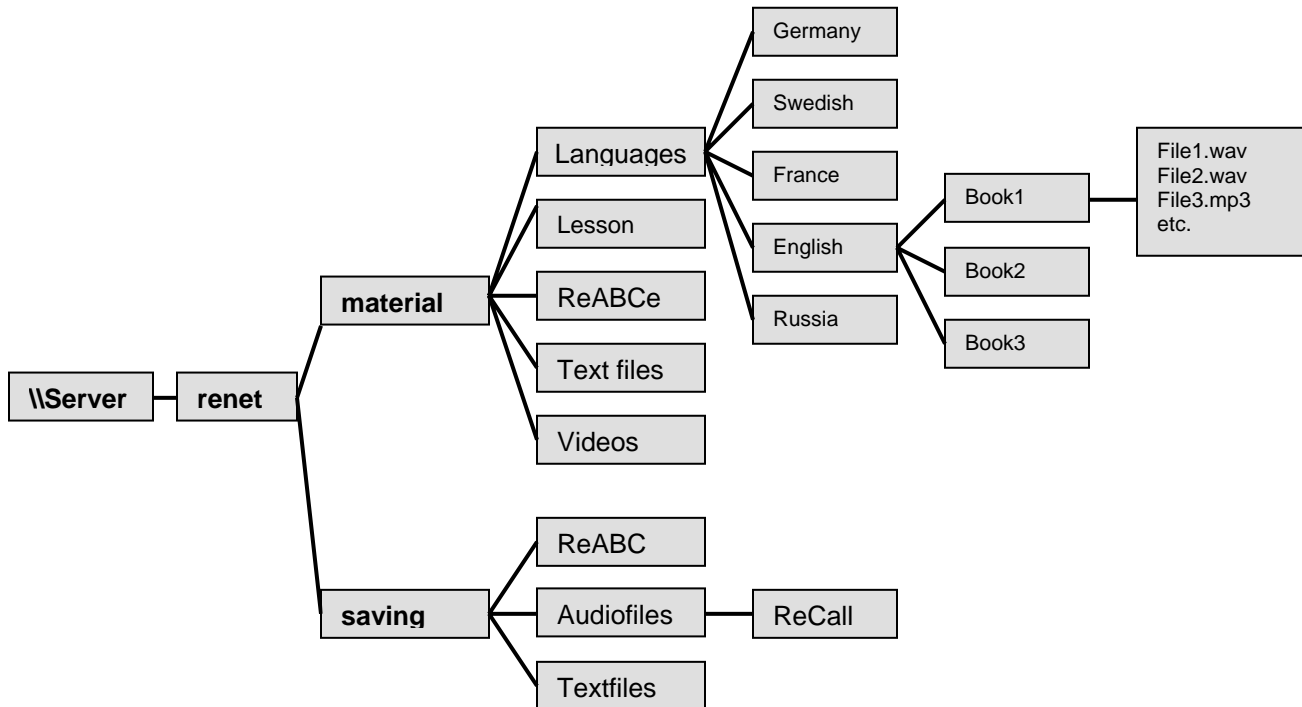 Germany
Swedish
Languages
France
File1.wav
File2.wav
File3.mp3
etc.
Book1
Lesson
English
Book2
material
ReABCe
Russia
Book3
Text files
\\Server
renet
Videos
ReABC
saving
Audiofiles
ReCall
Textfiles